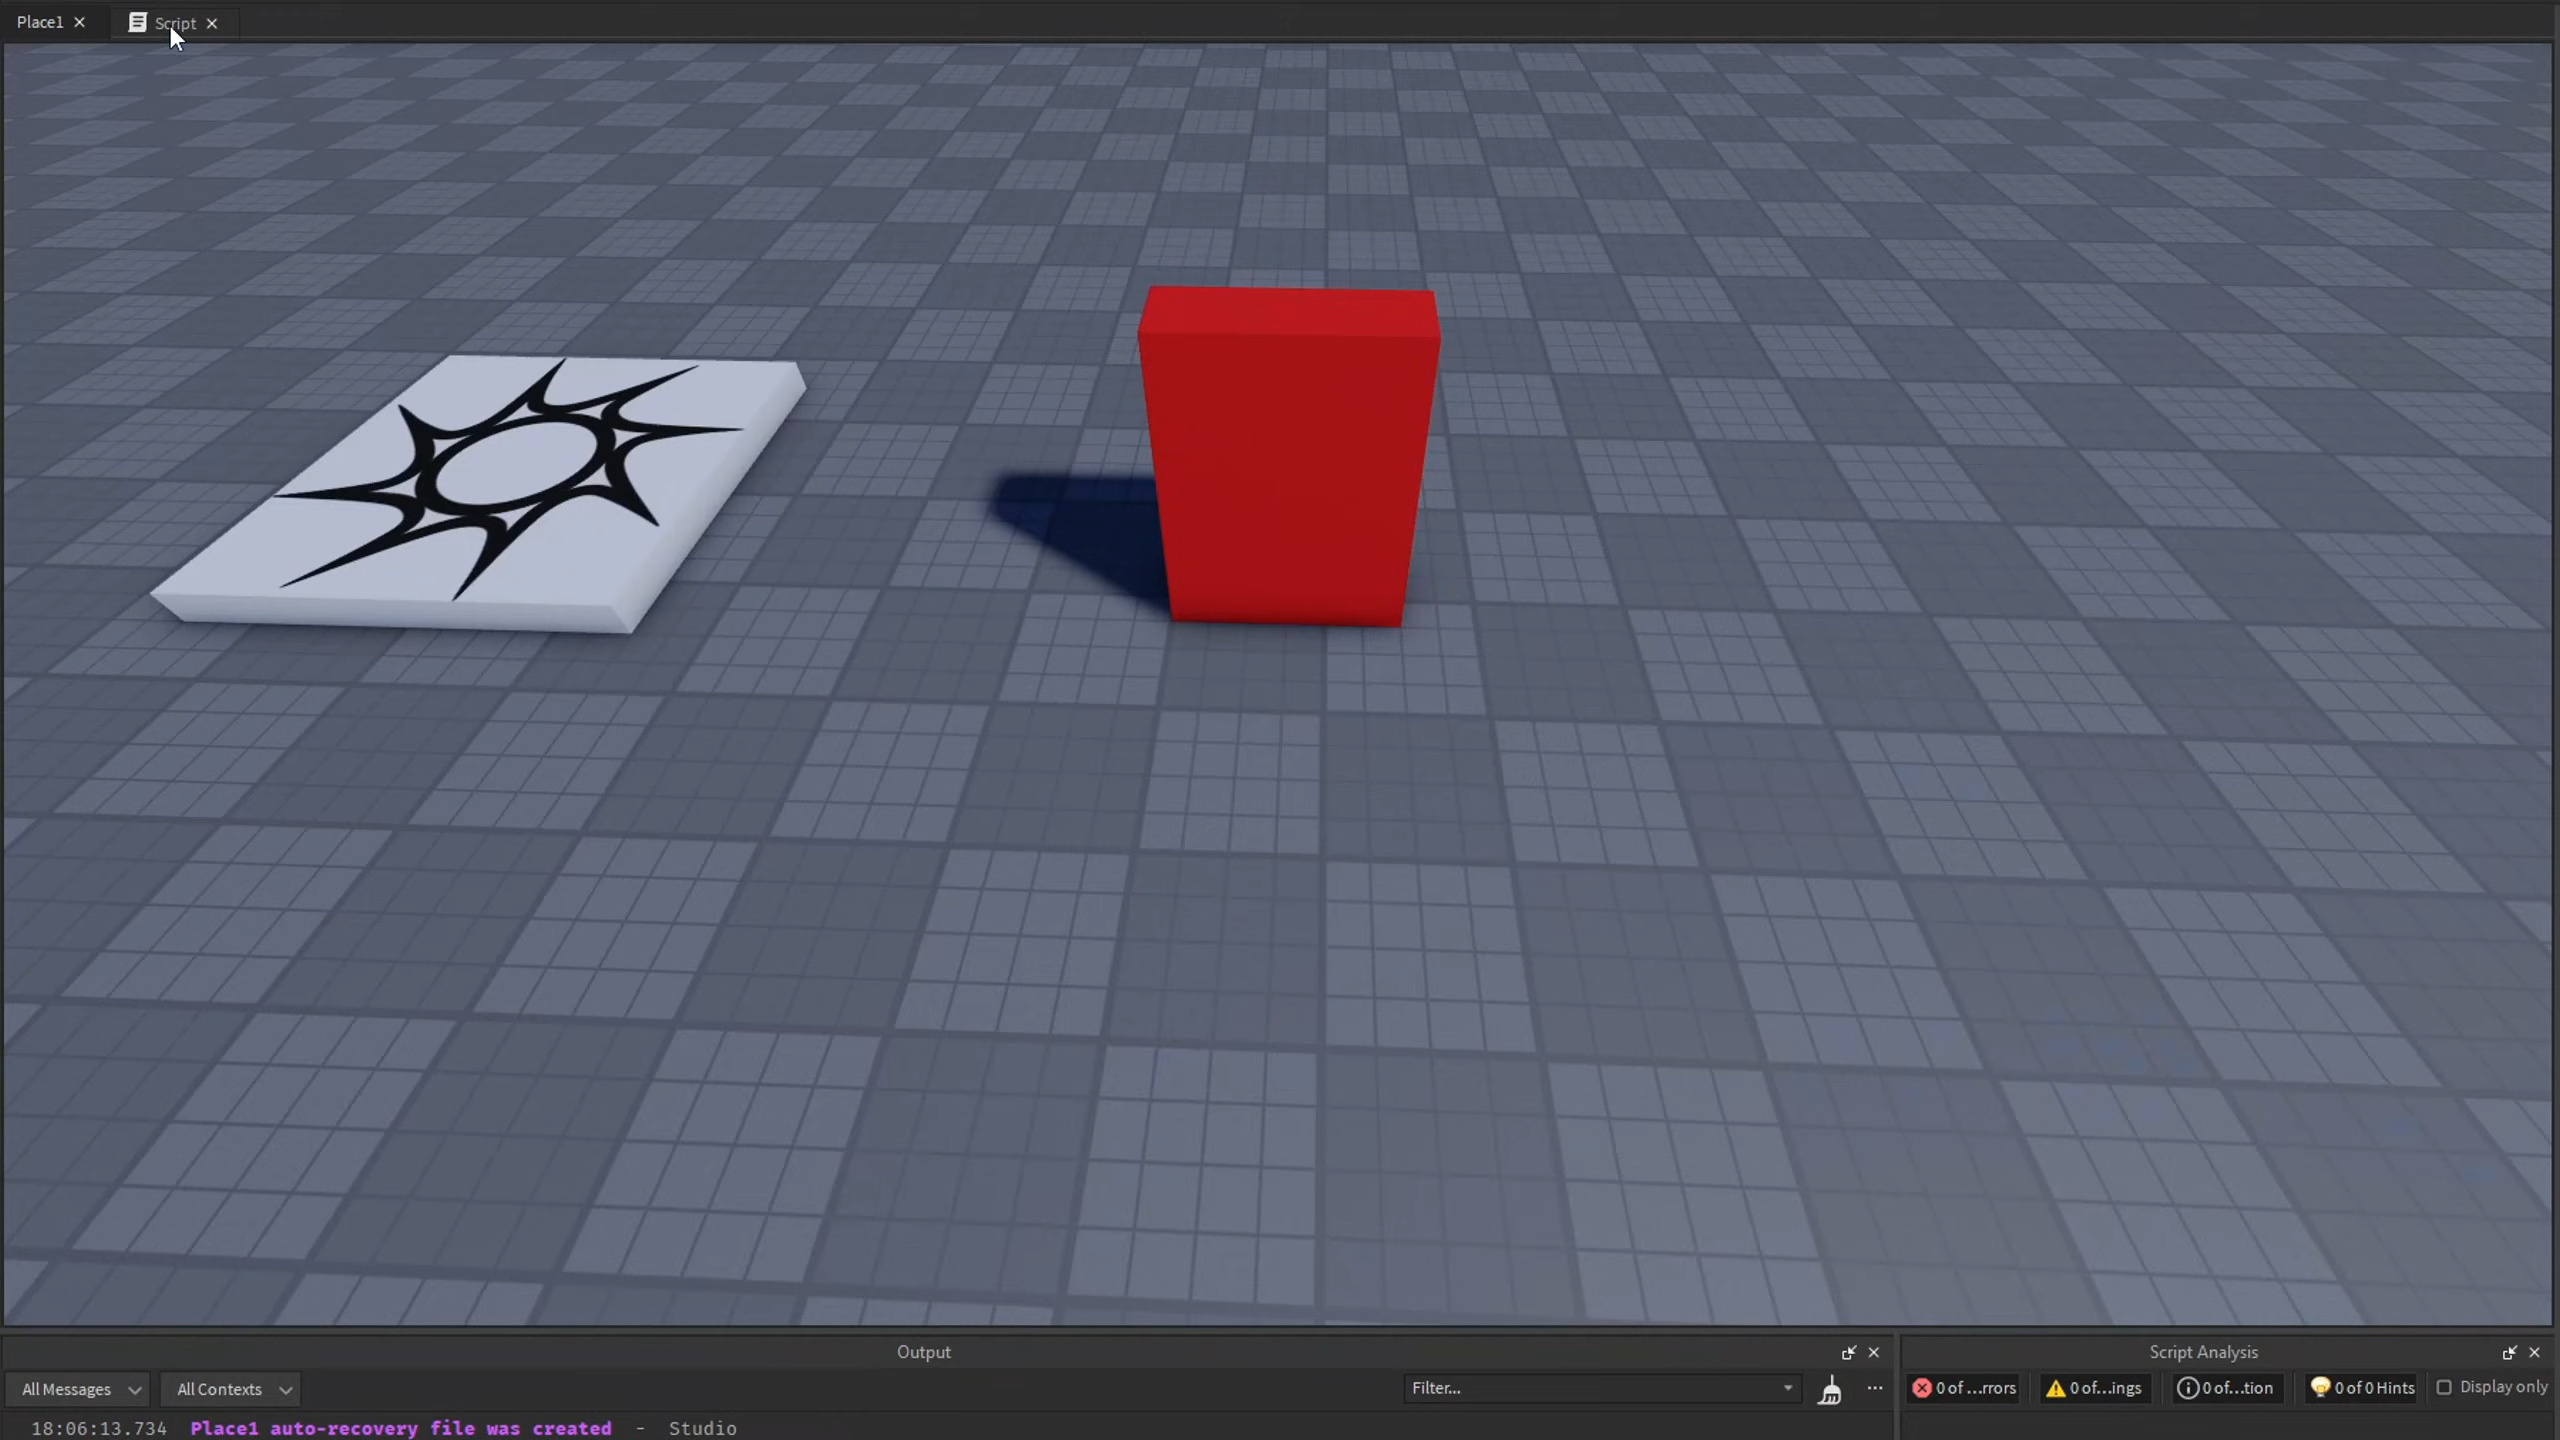 Place1
Script
Output
Script Analysis
All Messages
All Contexts
Filter...
0 of ...rrors
0 of...ings
0 of...tion
0 of 0 Hints
Display only
18:06:13.734 Place1 auto-recovery file was created - Studio